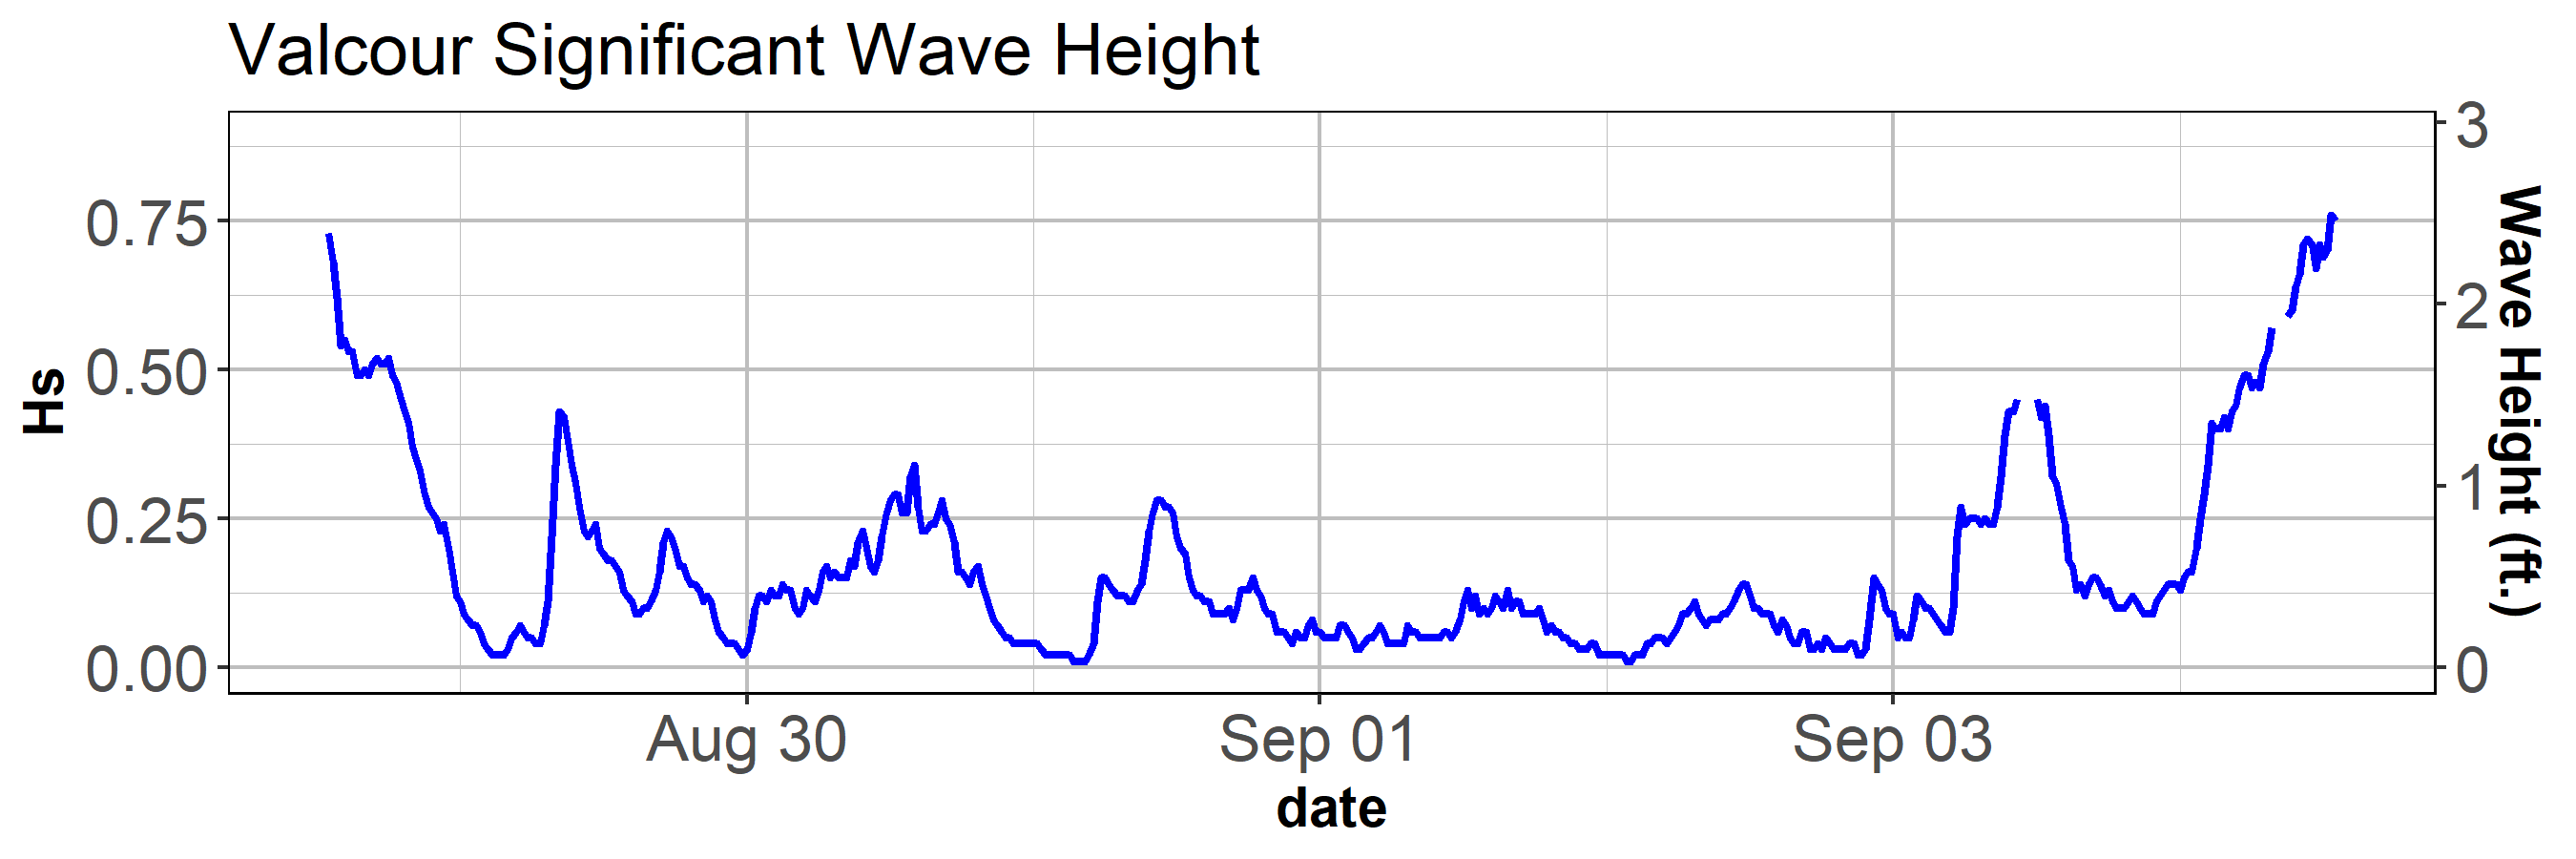 Valcour Significant Wave Height
Hs
0.75
0.50
0.25
0.00
3
2
1
0
Wave Height (ft.)
Aug 30
Sep 01
Sep 03
date